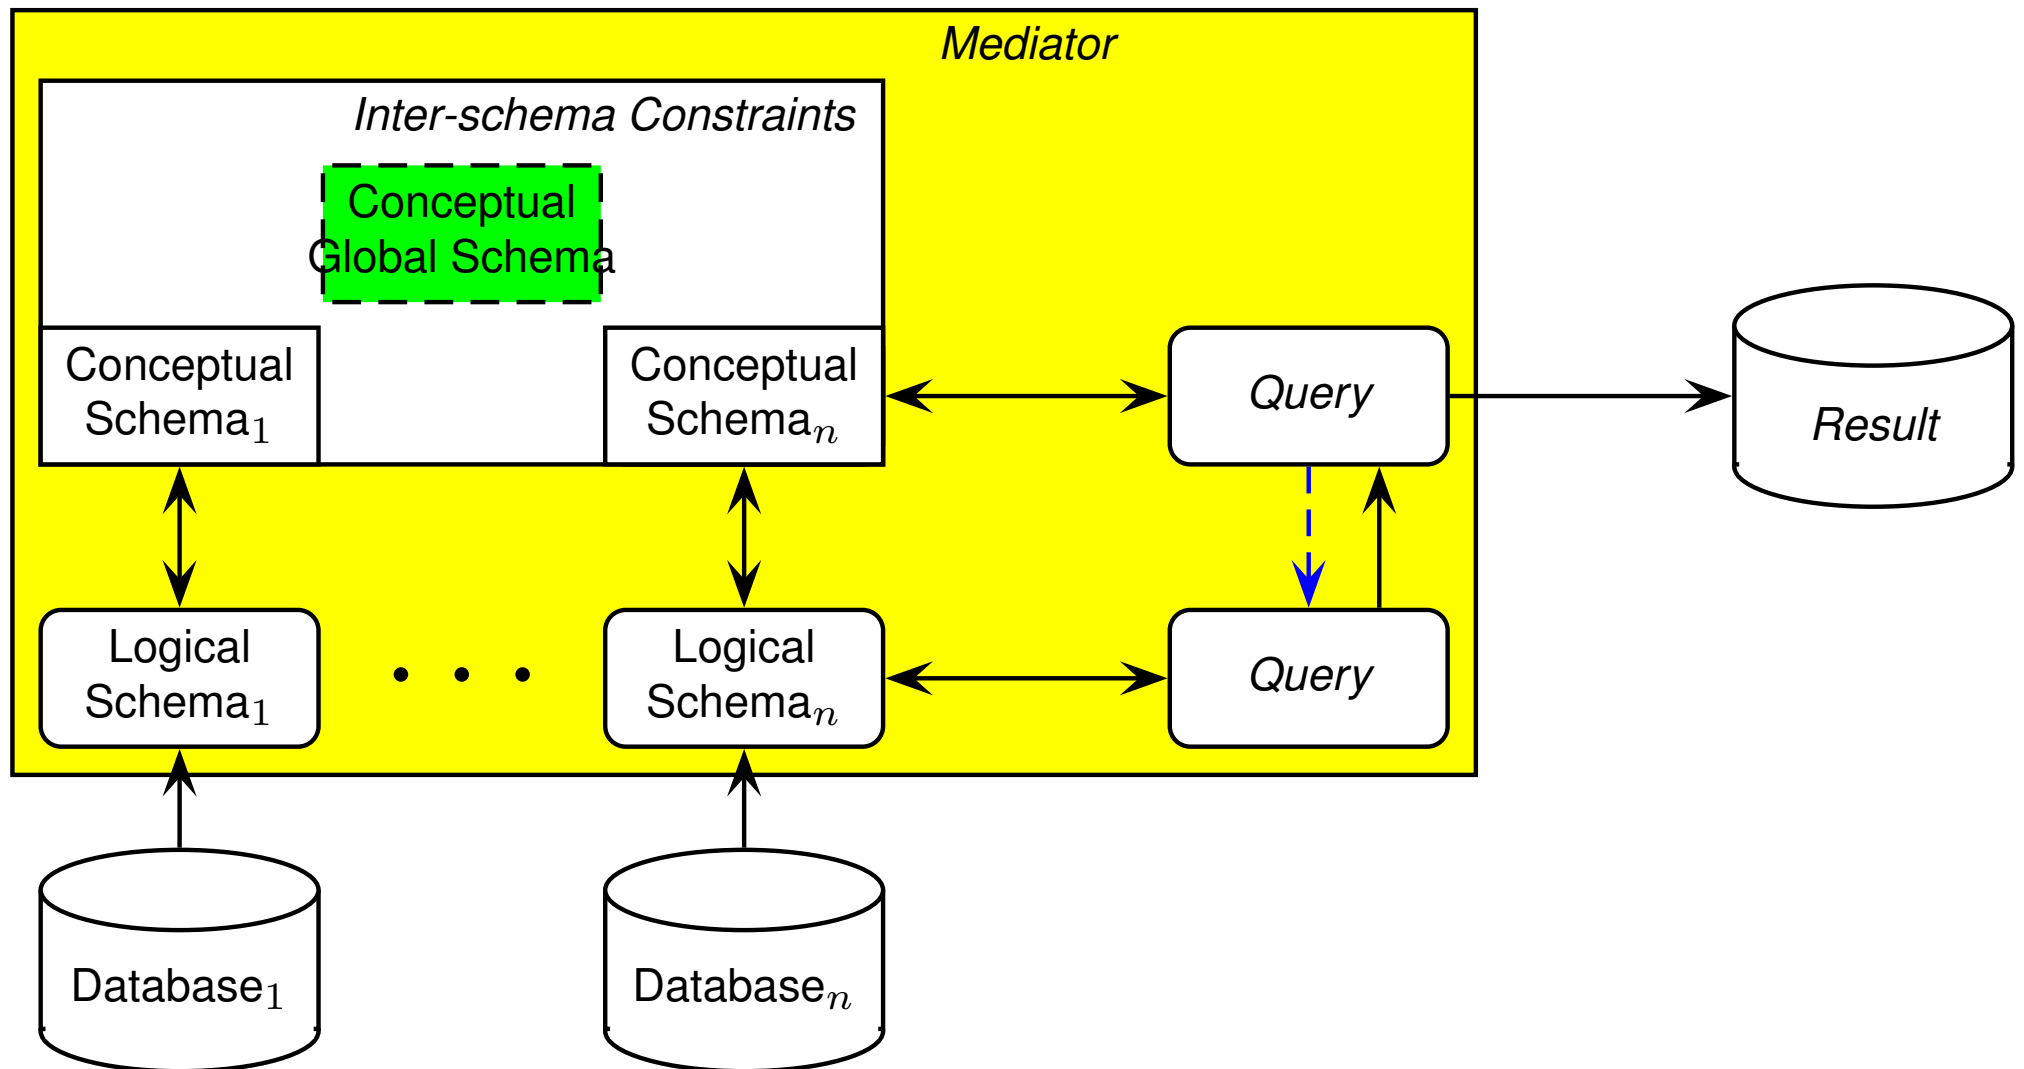 Mediator
Inter-schema Constraints
Conceptual
Global Schema
Conceptual
Schema₁
Conceptual
Schemaₙ
Query
Result
Logical
Schema₁
. . .
Logical
Schemaₙ
Query
Database₁
Databaseₙ